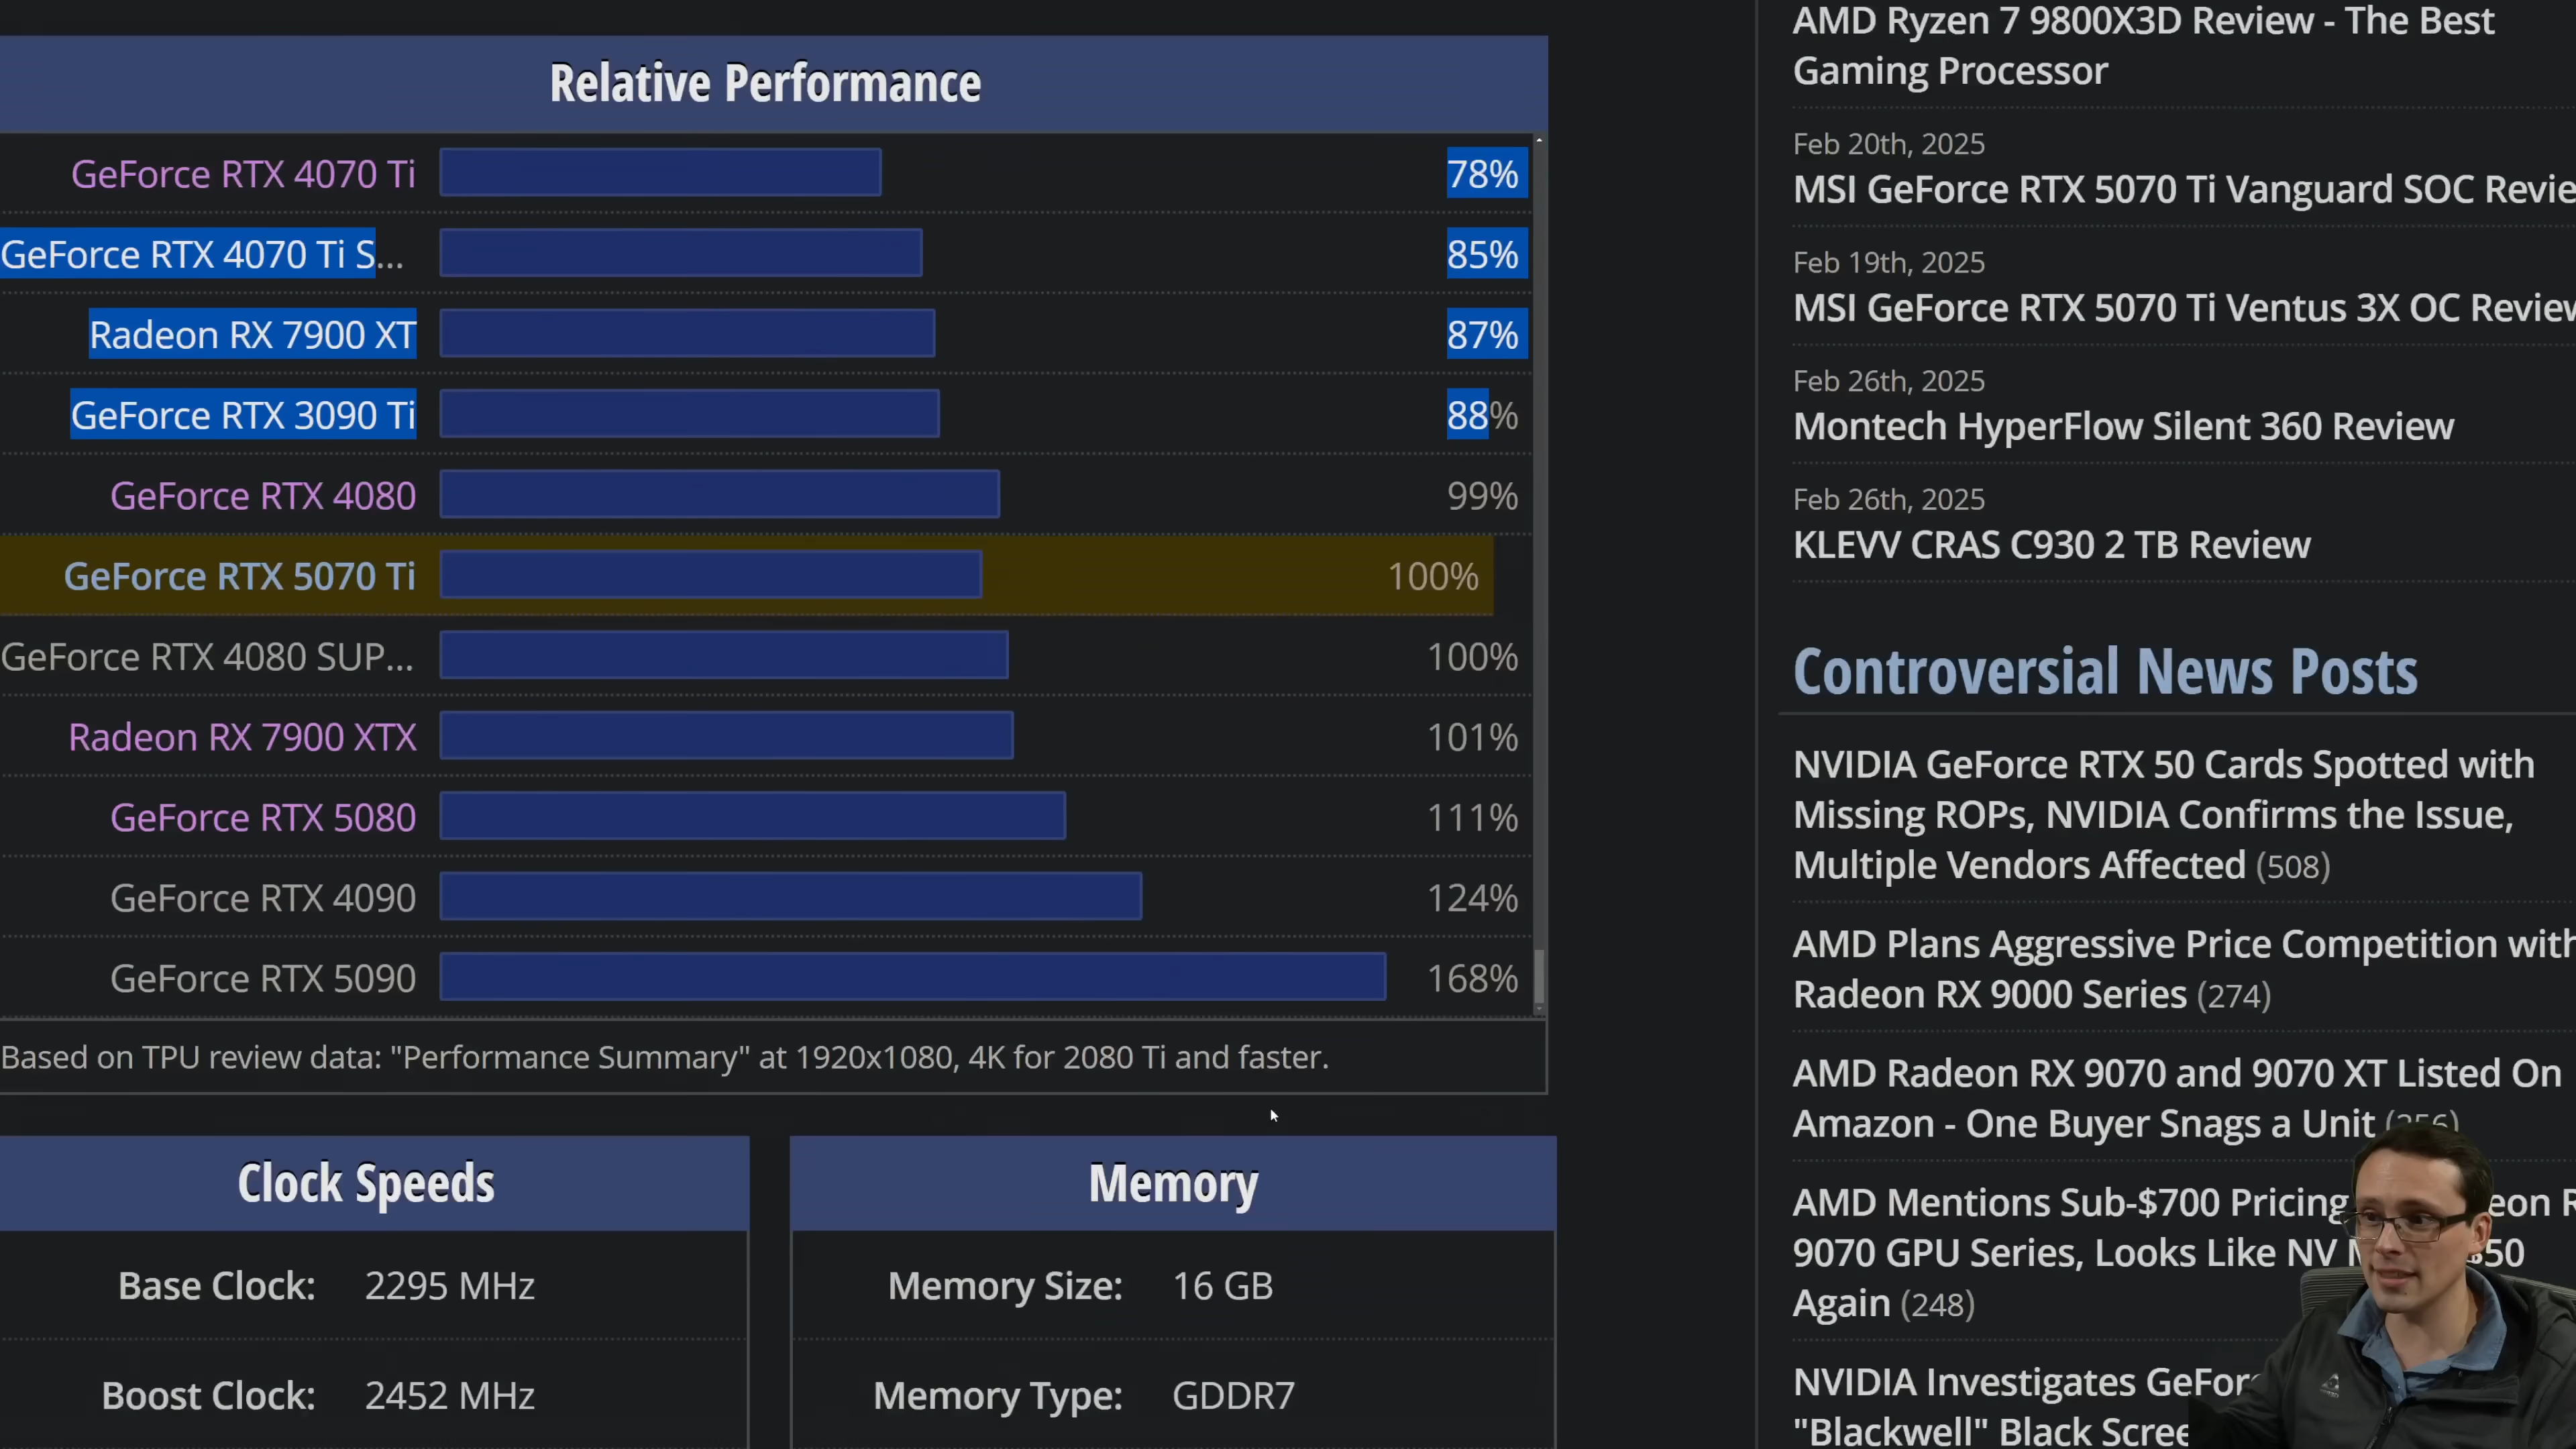 Relative Performance
GeForce RTX 4070 Ti 78%
GeForce RTX 4070 Ti S... 85%
Radeon RX 7900 XT 87%
GeForce RTX 3090 Ti 88%
GeForce RTX 4080 99%
GeForce RTX 5070 Ti 100%
GeForce RTX 4080 SUP... 100%
Radeon RX 7900 XTX 101%
GeForce RTX 5080 111%
GeForce RTX 4090 124%
GeForce RTX 5090 168%
Based on TPU review data: "Performance Summary" at 1920x1080, 4K for 2080 Ti and faster.
Clock Speeds
Base Clock: 2295 MHz
Boost Clock: 2452 MHz
Memory
Memory Size: 16 GB
Memory Type: GDDR7
AMD Ryzen 7 9800X3D Review - The Best
Gaming Processor
Feb 20th, 2025
MSI GeForce RTX 5070 Ti Vanguard SOC Revie
Feb 19th, 2025
MSI GeForce RTX 5070 Ti Ventus 3X OC Review
Feb 26th, 2025
Montech HyperFlow Silent 360 Review
Feb 26th, 2025
KLEVV CRAS C930 2 TB Review
Controversial News Posts
NVIDIA GeForce RTX 50 Cards Spotted with
Missing ROPs, NVIDIA Confirms the Issue,
Multiple Vendors Affected (508)
AMD Plans Aggressive Price Competition with
Radeon RX 9000 Series (274)
AMD Radeon RX 9070 and 9070 XT Listed On
Amazon - One Buyer Snags a Unit
AMD Mentions Sub-$700 Pricing eon R
9070 GPU Series, Looks Like NV $50
Again (248)
NVIDIA Investigates GeFor
"Blackwell" Black Scree